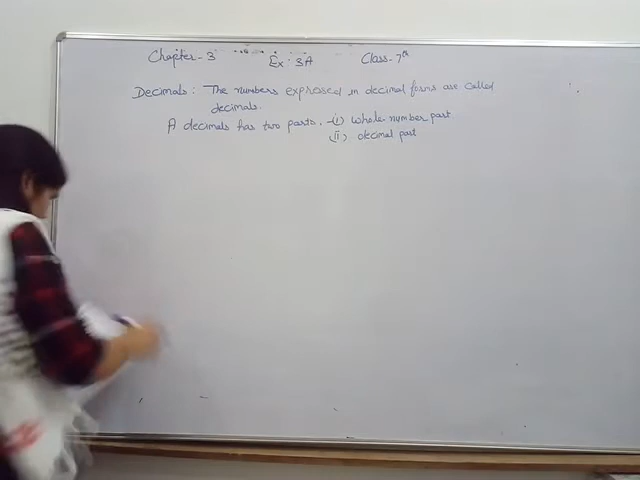 Chapter-3 Ex: 3A Class-7th
Decimals: The numbers expressed in decimal forms are called
decimals.
A decimals has two parts. -(i) whole number part
(ii) decimal part